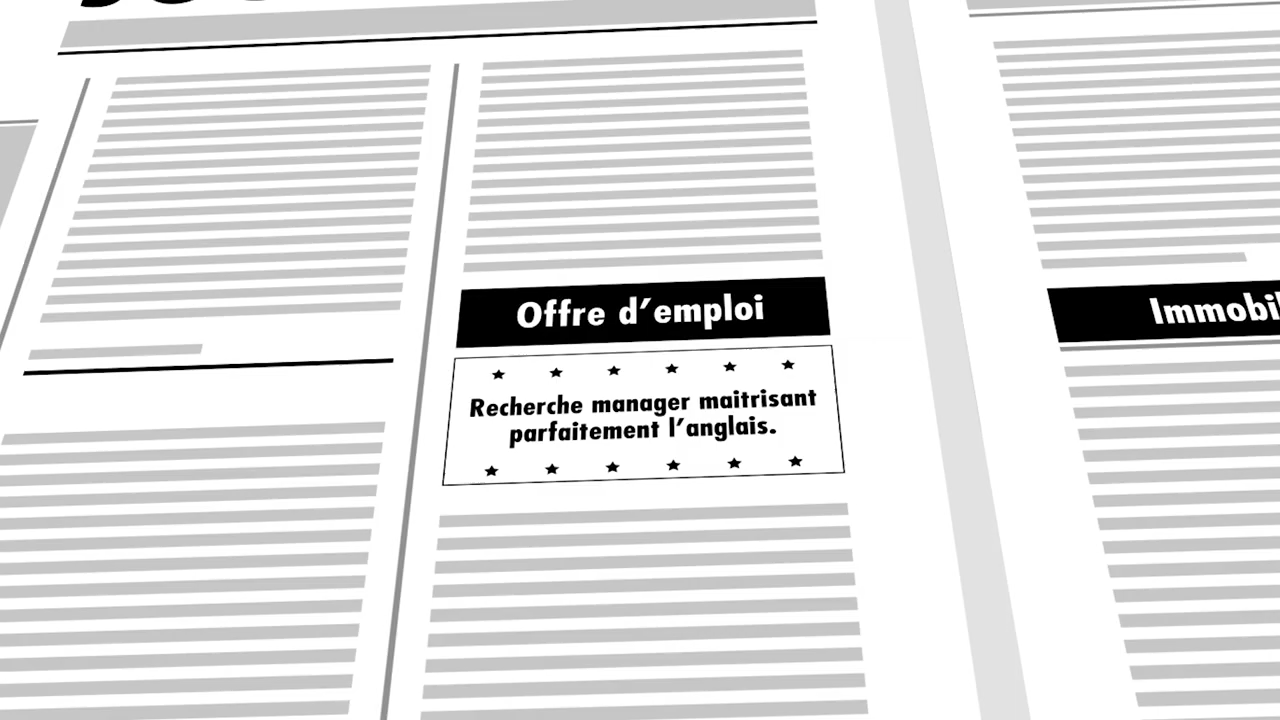 Offre d'emploi
Recherche manager maitrisant
parfaitement l'anglais.